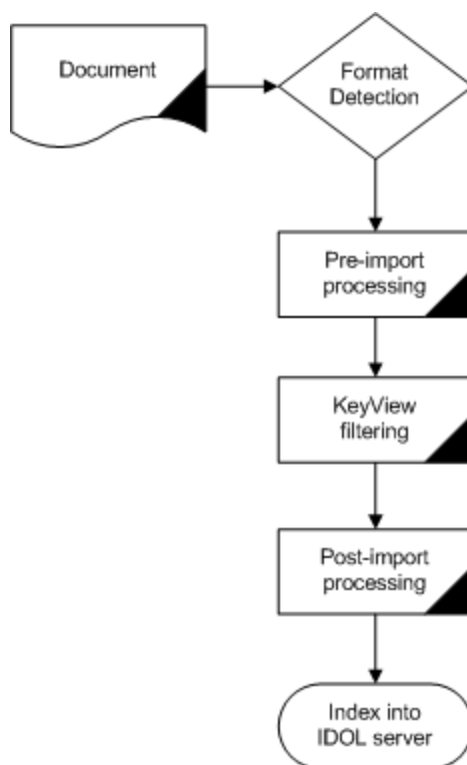 Document
Format
Detection
Pre-import
processing
KeyView
filtering
Post-import
processing
Index into
IDOL server